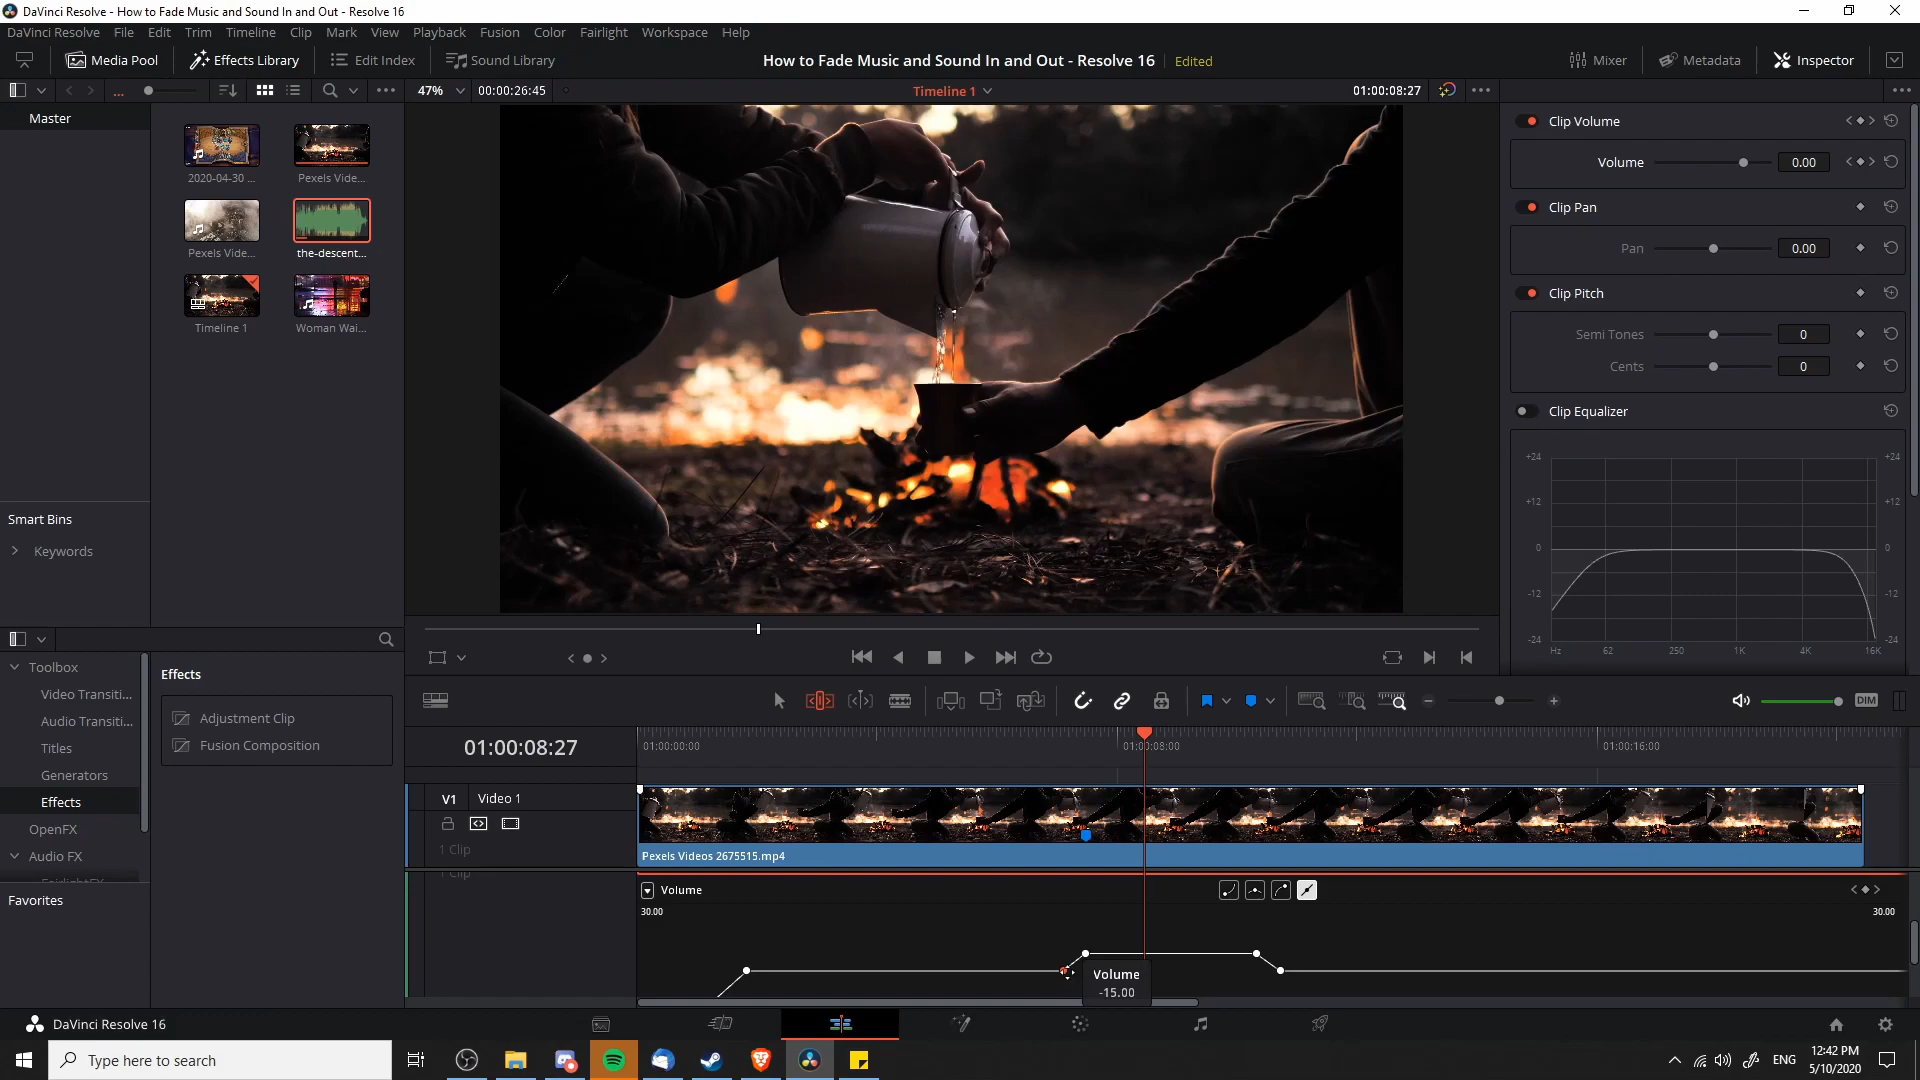 DaVinci Resolve - How to Fade Music and Sound In and Out - Resolve 16
DaVinci Resolve File Edit Trim Timeline Clip Mark View Playback Fusion Color Fairlight Workspace Help
Media Pool Effects Library Edit Index Sound Library How to Fade Music and Sound In and Out - Resolve 16 Edited Mixer Metadata Inspector
... 47% 00:00:26:45 Timeline 1 01:00:08:27
Master
2020-04-30 ... Pexels Vide...
Pexels Vide... the-descent...
Timeline 1 Woman Wai...
Smart Bins
Keywords
Clip Volume
Volume 0.00
Clip Pan
Pan 0.00
Clip Pitch
Semi Tones 0
Cents 0
Clip Equalizer
+24 +24
+12 +12
0 0
-12 -12
-24 -24
Hz 62 250 1K 4K 16K
Toolbox
Video Transiti...
Audio Transiti...
Titles
Generators
Effects
OpenFX
Audio FX
FairlightFX
Favorites
Effects
Adjustment Clip
Fusion Composition
DIM
01:00:08:27 01:00:00:00 01:00:08:00 01:00:16:00
V1 Video 1
1 Clip
Pexels Videos 2675515.mp4
1 Clip
Volume
30.00 30.00
Volume
-15.00
DaVinci Resolve 16
Type here to search
ENG
12:42 PM
5/10/2020